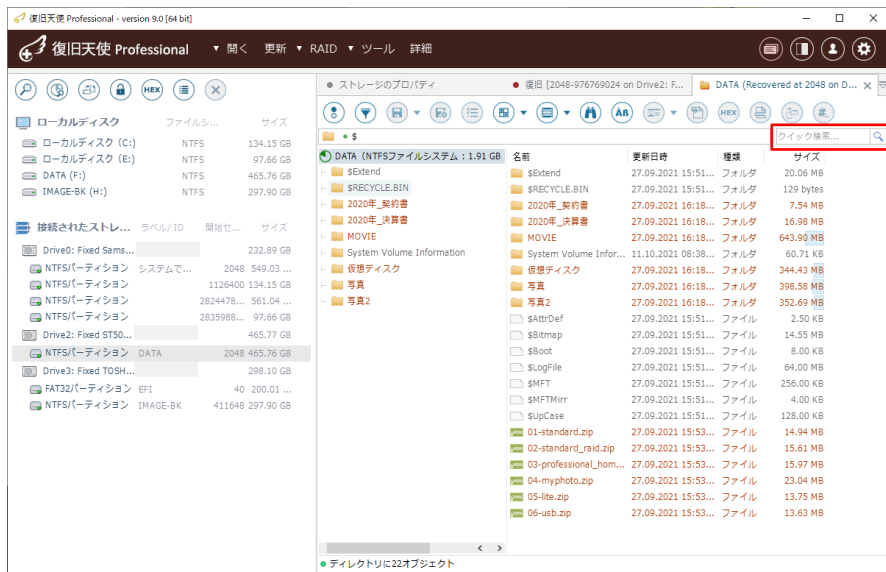 復旧天使 Professional - version 9.0 [64 bit]
復旧天使 Professional ▼ 開く 更新 ▼ RAID ▼ ツール 詳細
ストレージのプロパティ
復旧 [2048-976769024 on Drive2: F...
DATA (Recovered at 2048 on D...
HEX
HEX
クイック検索...
$
ローカルディスク ファイルシ... サイズ
ローカルディスク (C:) NTFS 134.15 GB
ローカルディスク (E:) NTFS 97.66 GB
DATA (F:) NTFS 465.76 GB
IMAGE-BK (H:) NTFS 297.90 GB
接続されたストレ... ラベル/ ID 開始セ... サイズ
Drive0: Fixed Sams... 232.89 GB
NTFSパーティション システムで... 2048 549.03 ...
NTFSパーティション 1126400 134.15 GB
NTFSパーティション 2824478... 561.04 ...
NTFSパーティション 2835988... 97.66 GB
Drive2: Fixed ST50... 465.77 GB
NTFSパーティション DATA 2048 465.76 GB
Drive3: Fixed TOSH... 298.10 GB
FAT32パーティション EFI 40 200.01 ...
NTFSパーティション IMAGE-BK 411648 297.90 GB
DATA (NTFSファイルシステム : 1.91 GB
$Extend
$RECYCLE.BIN
2020年_契約書
2020年_決算書
MOVIE
System Volume Information
仮想ディスク
写真
写真2
名前 更新日時 種類 サイズ
$Extend 27.09.2021 15:51... フォルダ 20.06 MB
$RECYCLE.BIN 27.09.2021 15:51... フォルダ 129 bytes
2020年_契約書 27.09.2021 16:18... フォルダ 7.54 MB
2020年_決算書 27.09.2021 16:18... フォルダ 16.98 MB
MOVIE 27.09.2021 16:18... フォルダ 643.90 MB
System Volume Infor... 11.10.2021 08:38... フォルダ 60.71 KB
仮想ディスク 27.09.2021 16:18... フォルダ 344.43 MB
写真 27.09.2021 16:18... フォルダ 398.58 MB
写真2 27.09.2021 16:18... フォルダ 352.69 MB
$AttrDef 27.09.2021 15:51... ファイル 2.50 KB
$Bitmap 27.09.2021 15:51... ファイル 14.55 MB
$Boot 27.09.2021 15:51... ファイル 8.00 KB
$LogFile 27.09.2021 15:51... ファイル 64.00 MB
$MFT 27.09.2021 15:51... ファイル 256.00 KB
$MFTMirr 27.09.2021 15:51... ファイル 4.00 KB
$UpCase 27.09.2021 15:51... ファイル 128.00 KB
01-standard.zip 27.09.2021 15:53... ファイル 14.94 MB
02-standard_raid.zip 27.09.2021 15:53... ファイル 15.61 MB
03-professional_hom... 27.09.2021 15:53... ファイル 15.97 MB
04-myphoto.zip 27.09.2021 15:53... ファイル 23.04 MB
05-lite.zip 27.09.2021 15:53... ファイル 13.75 MB
06-usb.zip 27.09.2021 15:53... ファイル 13.63 MB
ディレクトリに22オブジェクト